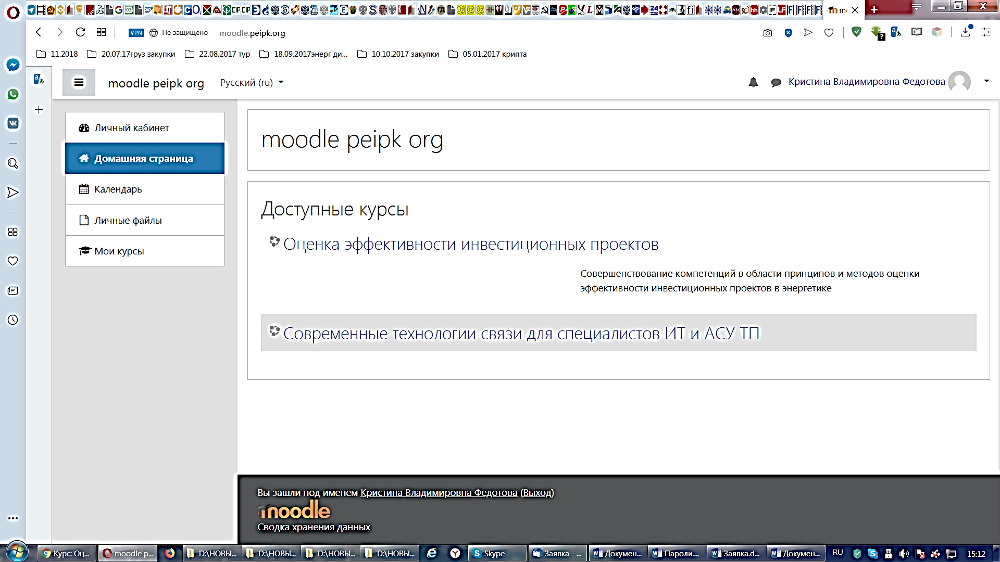 VPN Не защищено moodle.peipk.org
11.2018 20.07.17груз закупки 22.08.2017 тур 18.09.2017энерг ди... 10.10.2017 закупки 05.01.2017 крипта
moodle peipk org Русский (ru) Кристина Владимировна Федотова
Личный кабинет
Домашняя страница
Календарь
Личные файлы
Мои курсы
moodle peipk org
Доступные курсы
Оценка эффективности инвестиционных проектов
Совершенствование компетенций в области принципов и методов оценки
эффективности инвестиционных проектов в энергетике
Современные технологии связи для специалистов ИТ и АСУ ТП
Вы зашли под именем Кристина Владимировна Федотова (Выход)
moodle
Сводка хранения данных
Курс: Оц... moodle p... D:\НОВЫ... D:\НОВЫ... D:\НОВЫ... D:\НОВЫ... Skype Заявка - ... Докумен... Пароли.... Заявка.d... Докумен... RU 15:12